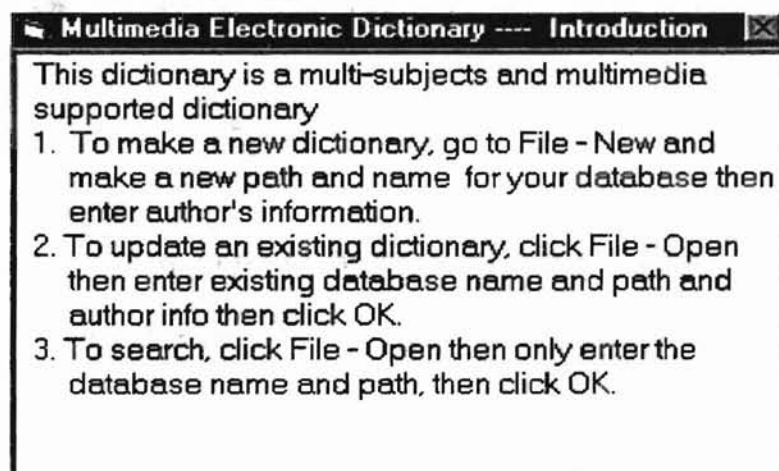 Multimedia Electronic Dictionary ---- Introduction
This dictionary is a multi-subjects and multimedia
supported dictionary
1. To make a new dictionary, go to File - New and
make a new path and name for your database then
enter author's information.
2. To update an existing dictionary, click File - Open
then enter existing database name and path and
author info then click OK.
3. To search, click File - Open then only enter the
database name and path, then click OK.